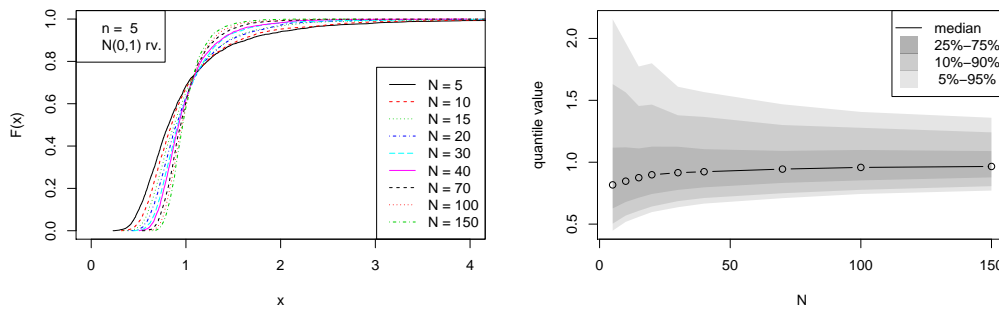 n = 5
N(0,1) rv.
N = 5
N = 10
N = 15
N = 20
N = 30
N = 40
N = 70
N = 100
N = 150
F(x)
0.0
0.2
0.4
0.6
0.8
1.0
0
1
2
3
4
x
median
25%−75%
10%−90%
5%−95%
quantile value
0.5
1.0
1.5
2.0
0
50
100
150
N